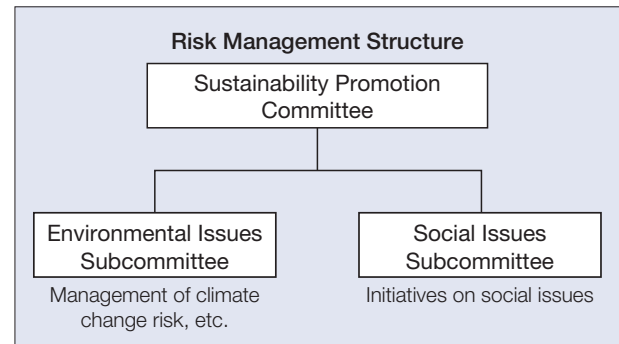 Risk Management Structure
Sustainability Promotion
Committee
Environmental Issues
Subcommittee
Management of climate
change risk, etc.
Social Issues
Subcommittee
Initiatives on social issues